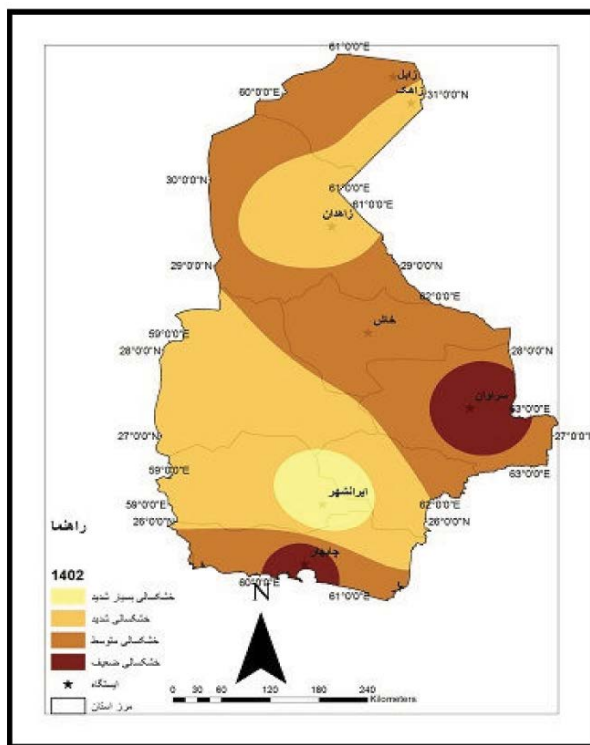 61°0'0"E
زابل
60°0'0"E
زاهک
31°0'0"N
30°0'0"N
61°0'0"E
61°0'0"E
زاهدان
29°0'0"N
29°0'0"N
62°0'0"E
59°0'0"E
خاش
28°0'0"N
28°0'0"N
سراوان
63°0'0"E
27°0'0"N
27°0'0"N
59°0'0"E
63°0'0"E
ایرانشهر
59°0'0"E
62°0'0"E
26°0'0"N
26°0'0"N
راهنما
چابهار
1402
60°0'0"E
N
61°0'0"E
خشکسالی بسیار شدید
خشکسالی شدید
خشکسالی متوسط
خشکسالی ضعیف
ایستگاه
0 15 30 60 120 180 240
Kilometers
مرز استان